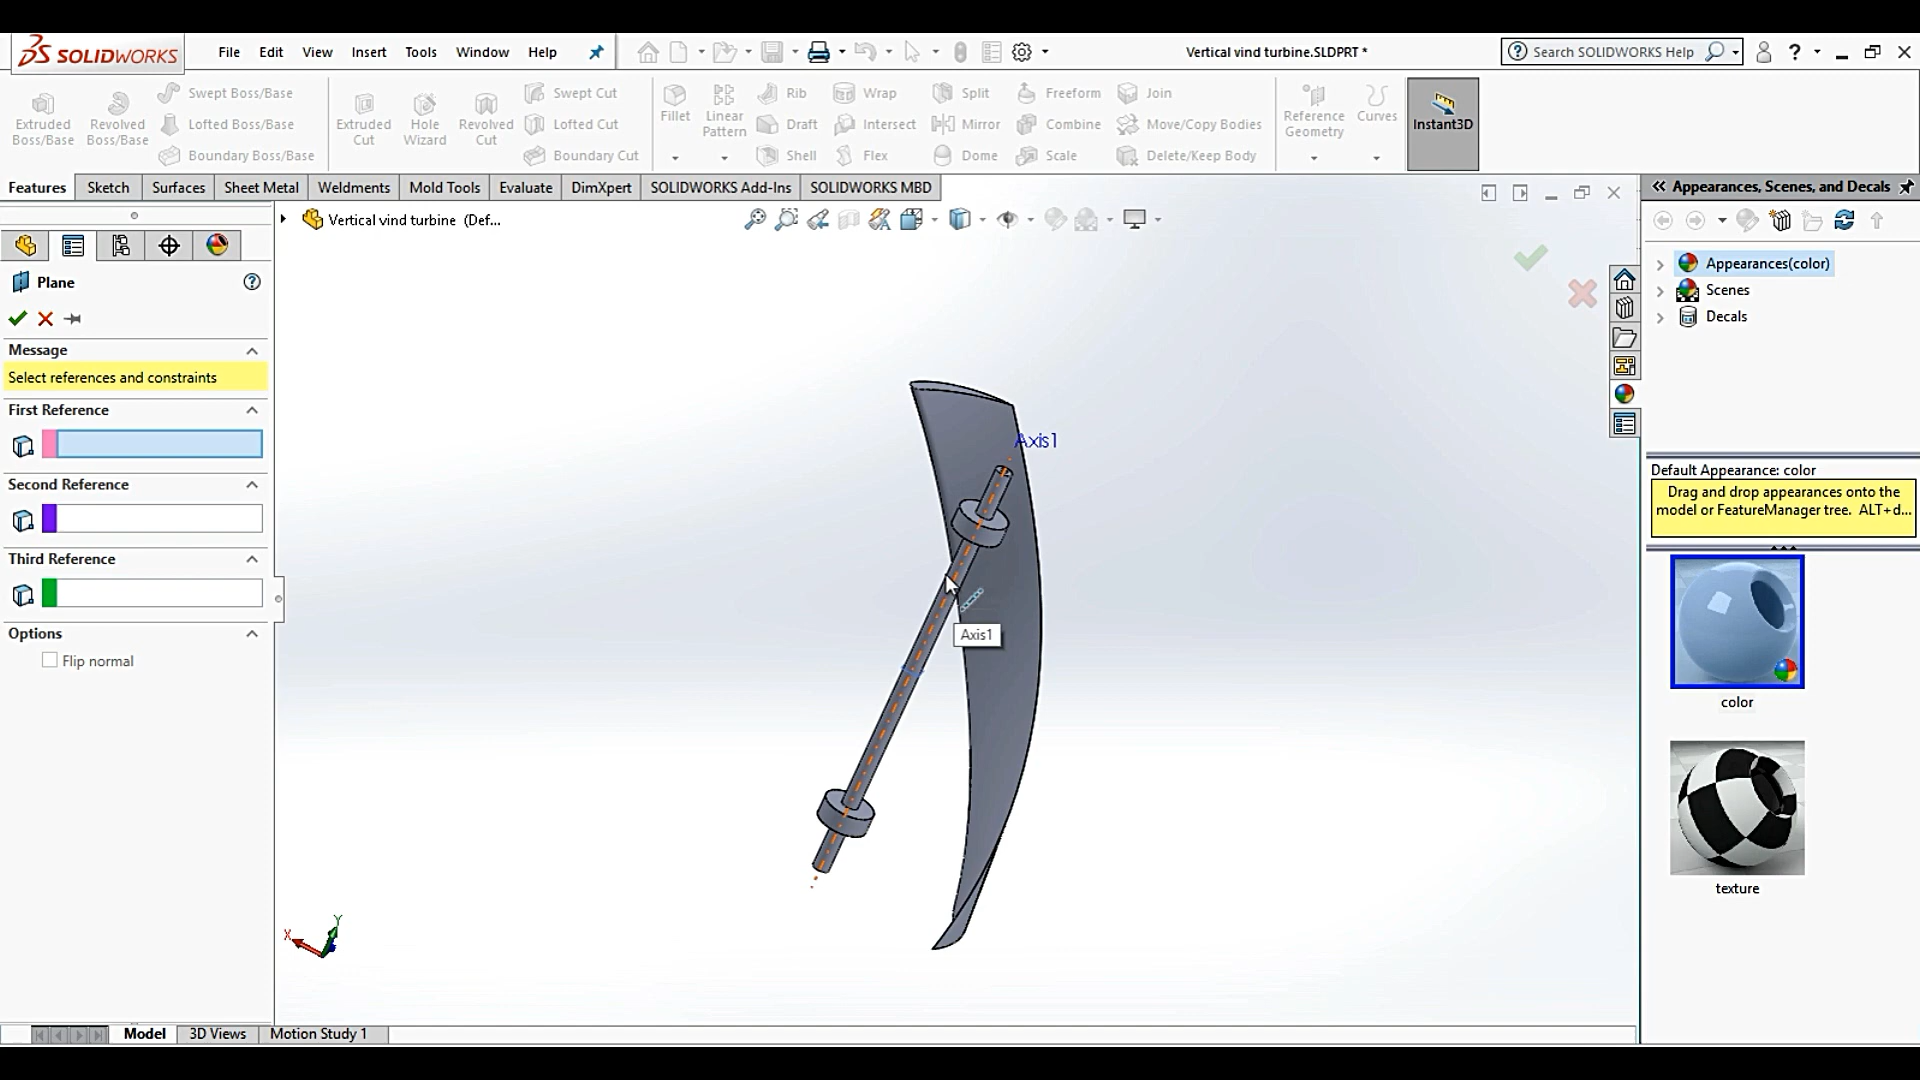 SOLIDWORKS
File Edit View Insert Tools Window Help
Vertical vind turbine.SLDPRT *
Search SOLIDWORKS Help
Extruded Boss/Base
Revolved Boss/Base
Swept Boss/Base
Lofted Boss/Base
Boundary Boss/Base
Extruded Cut
Hole Wizard
Revolved Cut
Swept Cut
Lofted Cut
Boundary Cut
Fillet
Linear Pattern
Rib
Draft
Shell
Wrap
Intersect
Flex
Split
Mirror
Dome
Freeform
Combine
Scale
Join
Move/Copy Bodies
Delete/Keep Body
Reference Geometry
Curves
Instant3D
Features Sketch Surfaces Sheet Metal Weldments Mold Tools Evaluate DimXpert SOLIDWORKS Add-Ins SOLIDWORKS MBD
Vertical vind turbine (Def...
Plane
Message
Select references and constraints
First Reference
Second Reference
Third Reference
Options
Flip normal
Axis1
Axis1
X
Y
Appearances, Scenes, and Decals
Appearances(color)
Scenes
Decals
Default Appearance: color
Drag and drop appearances onto the
model or FeatureManager tree. ALT+d...
color
texture
Model 3D Views Motion Study 1